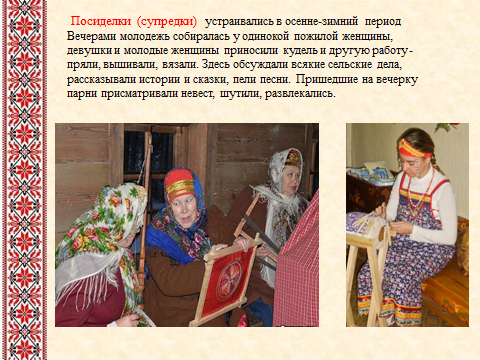 Посиделки (супредки) устраивались в осенне-зимний период
Вечерами молодежь собиралась у одинокой пожилой женщины,
девушки и молодые женщины приносили кудель и другую работу-
пряли, вышивали, вязали. Здесь обсуждали всякие сельские дела,
рассказывали истории и сказки, пели песни. Пришедшие на вечерку
парни присматривали невест, шутили, развлекались.